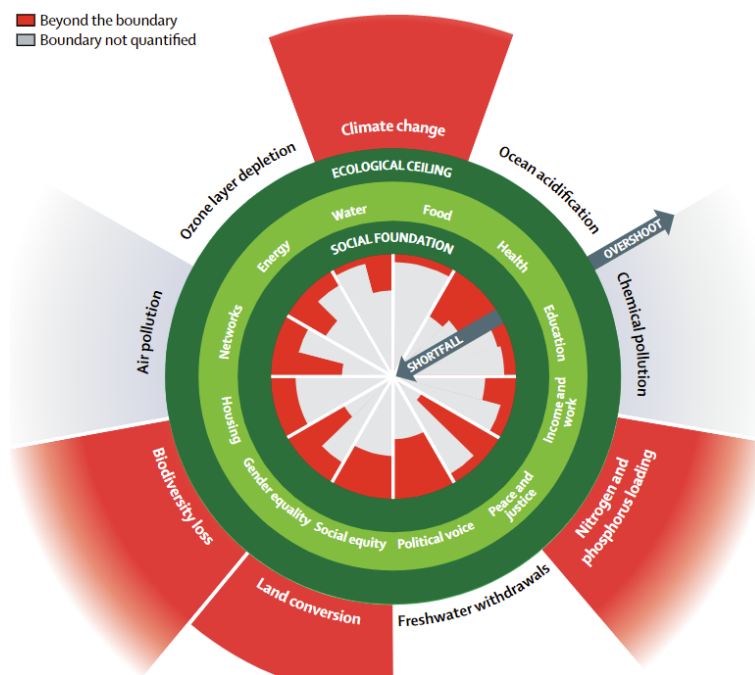 Beyond the boundary
Boundary not quantified
Climate change
Ozone layer depletion
Ocean acidification
ECOLOGICAL CEILING
OVERSHOOT
Water
Food
Energy
Health
SOCIAL FOUNDATION
Air pollution
Chemical pollution
Networks
Education
SHORTFALL
Housing
Income and
work
Gender equality
Social equity
Political voice
Peace and
justice
Biodiversity loss
Nitrogen and
phosphorus loading
Land conversion
Freshwater withdrawals